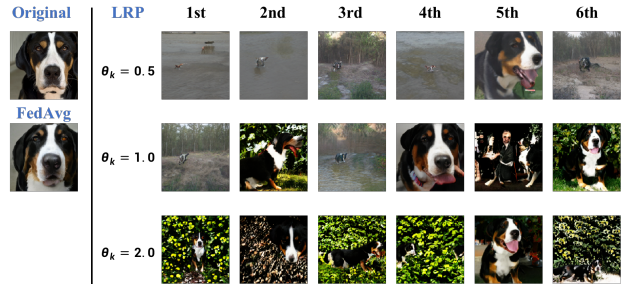 Original LRP 1st 2nd 3rd 4th 5th 6th
θₖ = 0.5
FedAvg
θₖ = 1.0
θₖ = 2.0